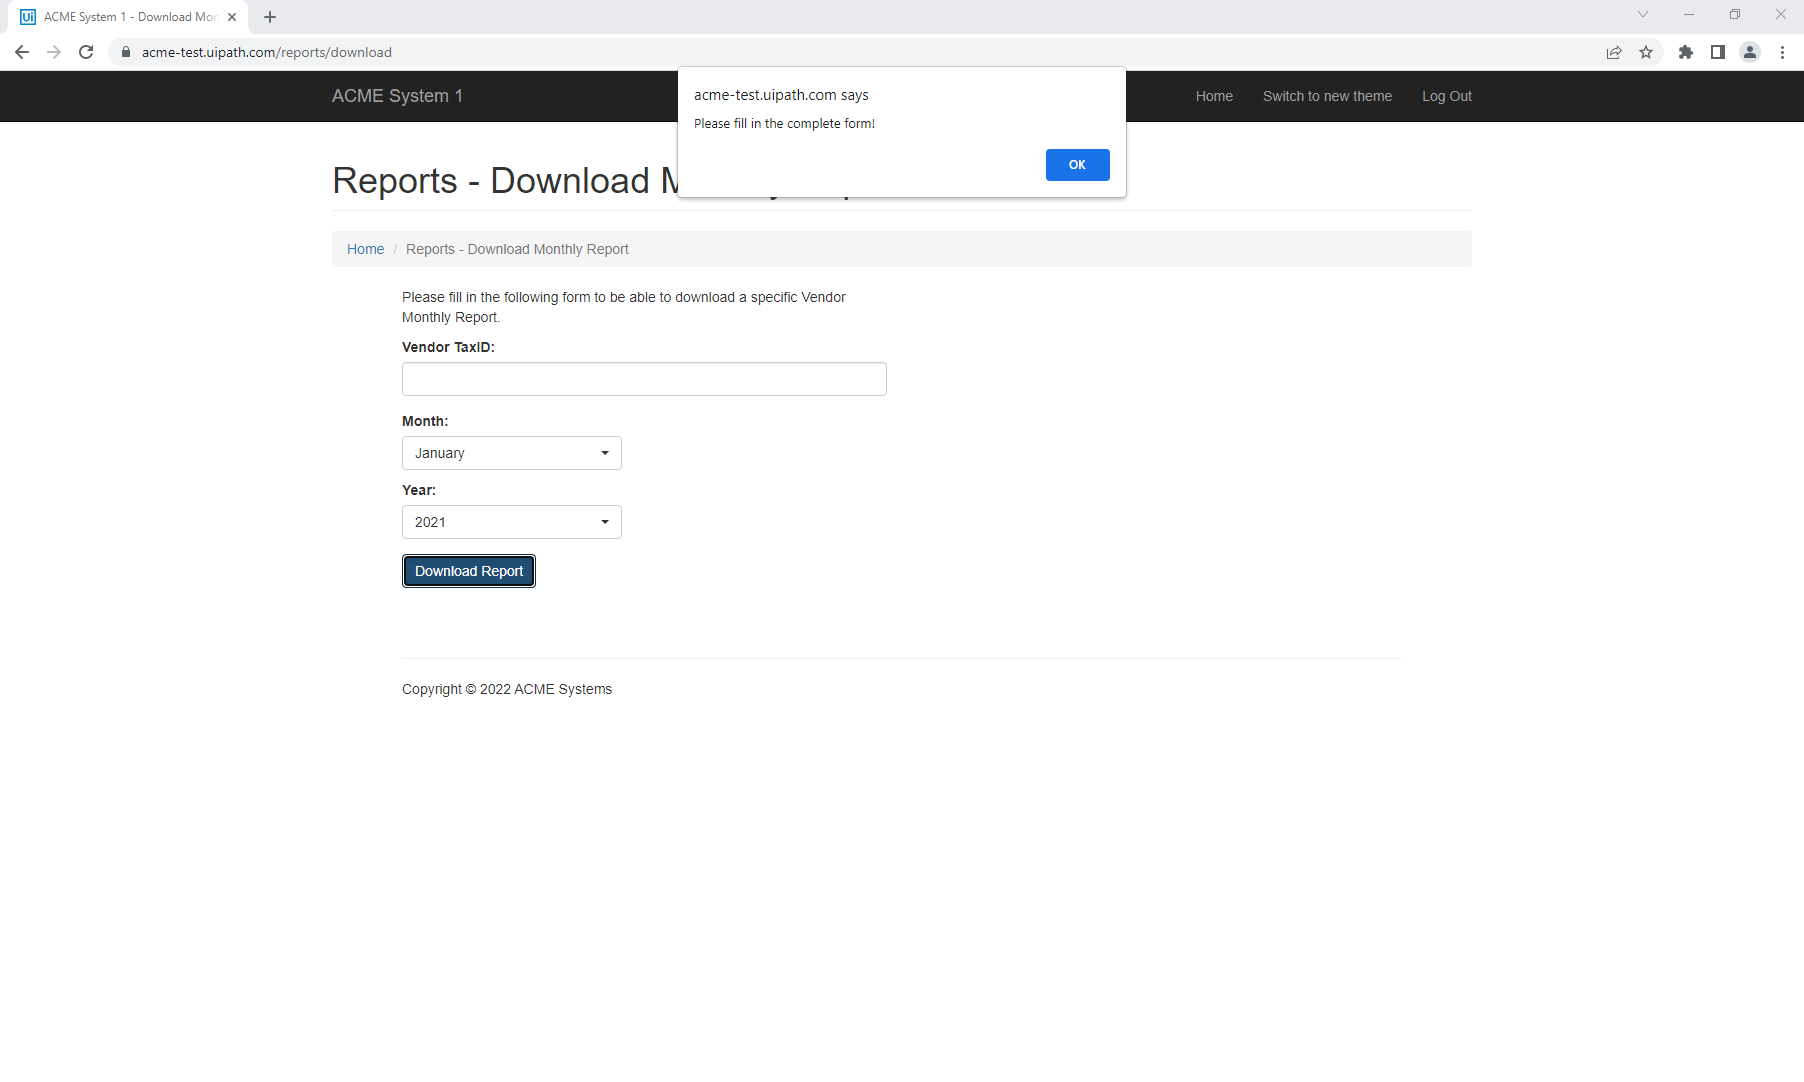 Ui ACME System 1 - Download Mon
acme-test.uipath.com/reports/download
ACME System 1
Home Switch to new theme Log Out
acme-test.uipath.com says
Please fill in the complete form!
OK
Reports - Download
Home / Reports - Download Monthly Report
Please fill in the following form to be able to download a specific Vendor
Monthly Report.
Vendor TaxID:
Month:
January
Year:
2021
Download Report
Copyright © 2022 ACME Systems